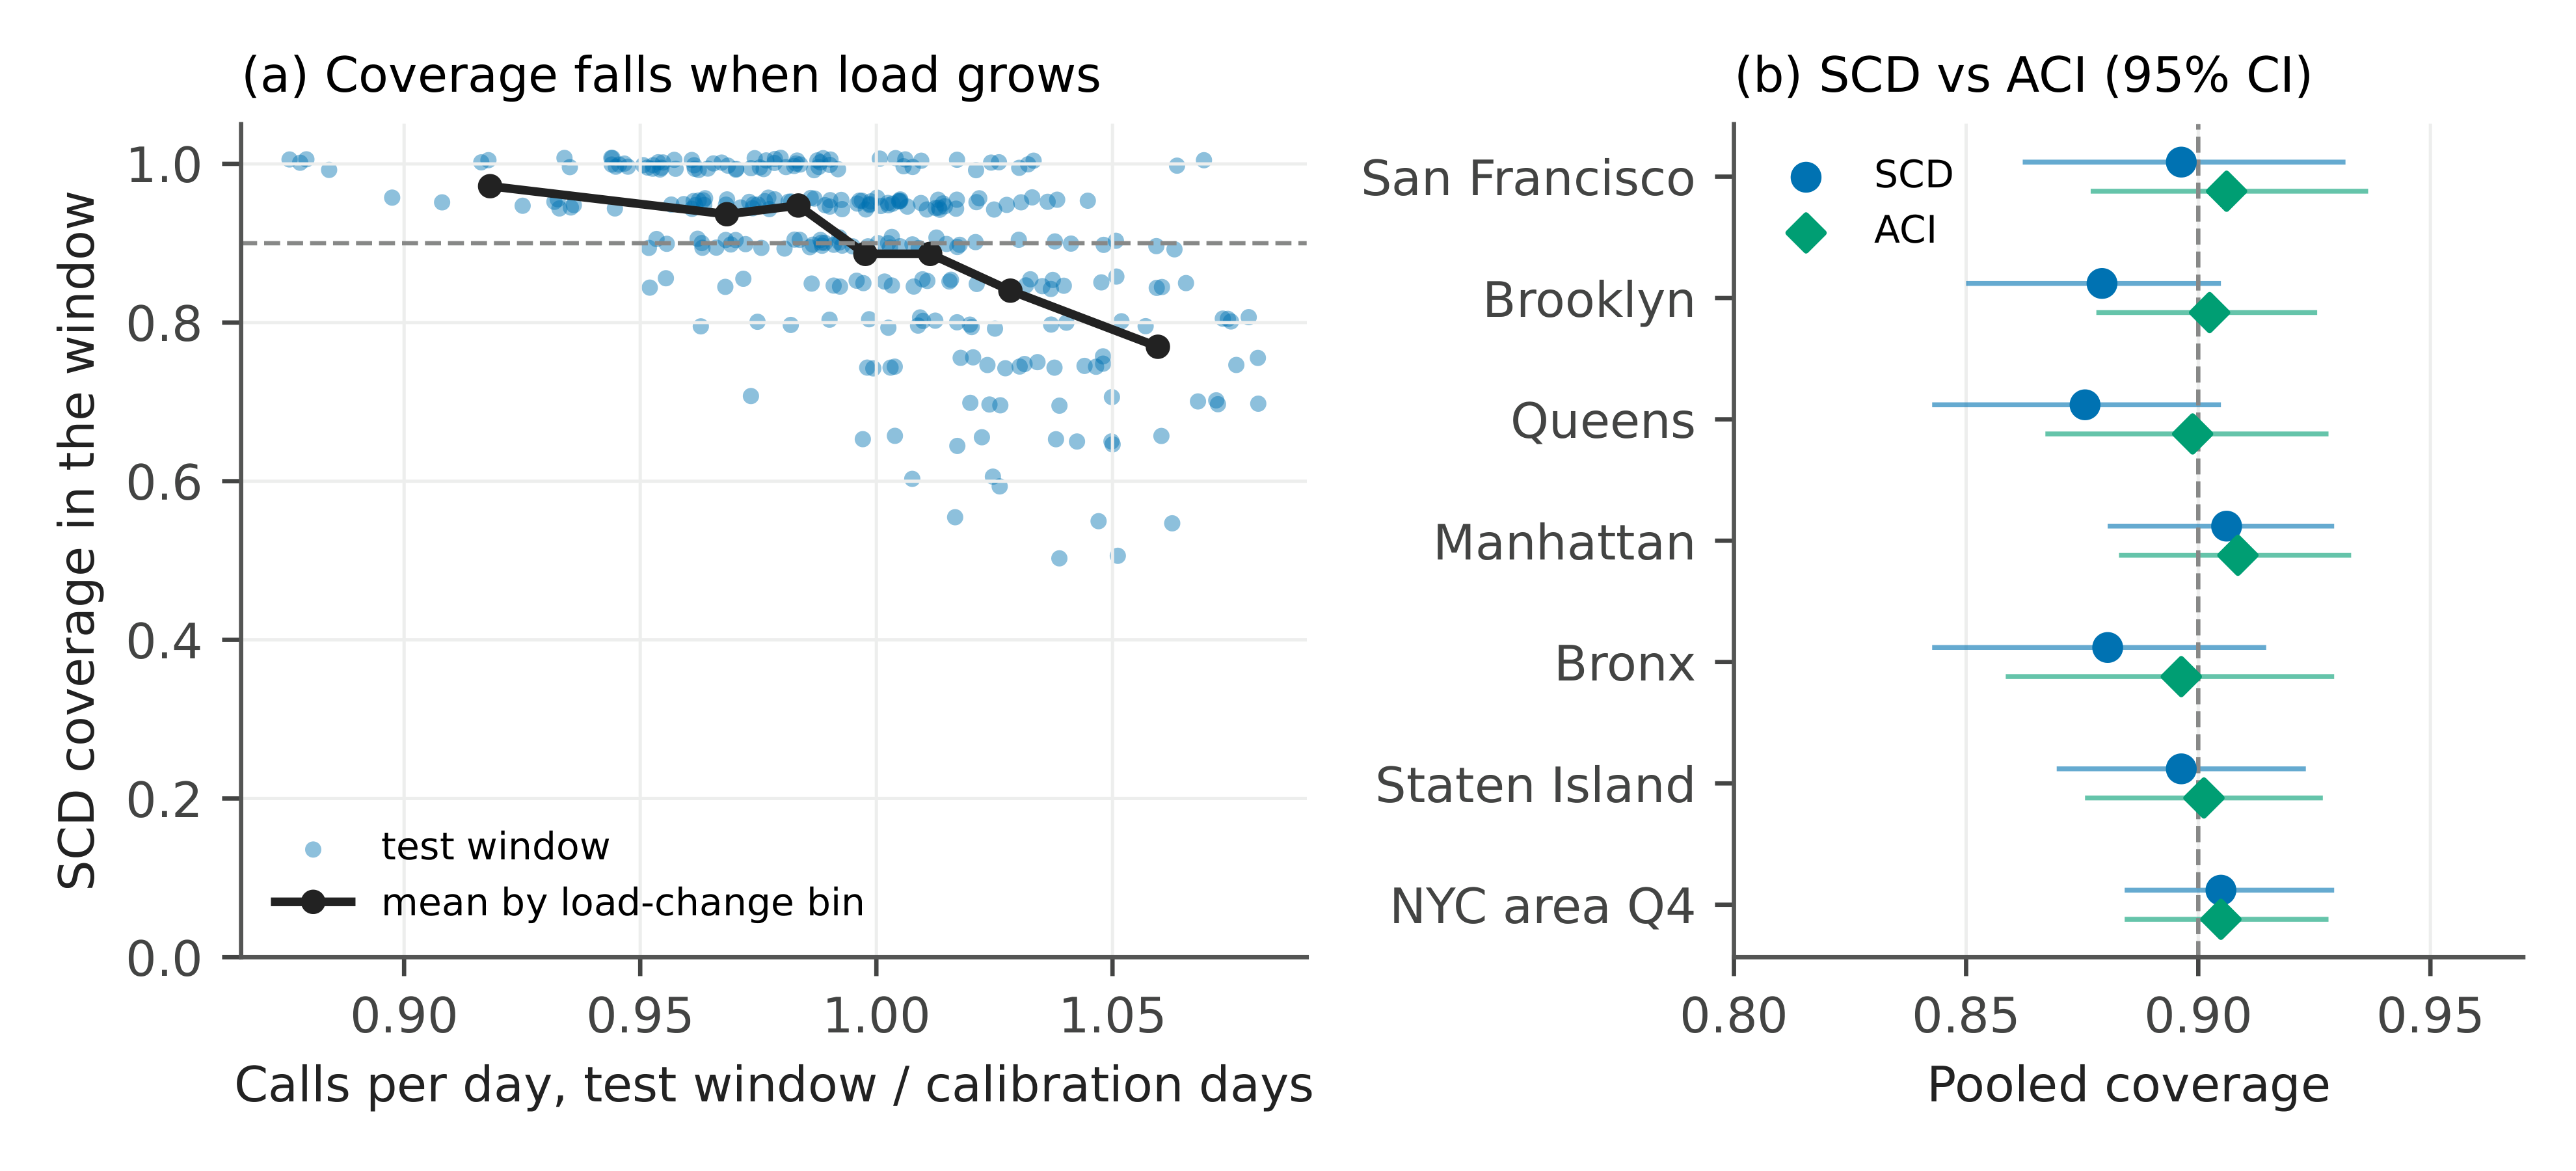 (a) Coverage falls when load grows
SCD coverage in the window
1.0
0.8
0.6
0.4
0.2
0.0
test window
mean by load-change bin
0.90 0.95 1.00 1.05
Calls per day, test window / calibration days
(b) SCD vs ACI (95% CI)
San Francisco
Brooklyn
Queens
Manhattan
Bronx
Staten Island
NYC area Q4
SCD
ACI
0.80 0.85 0.90 0.95
Pooled coverage